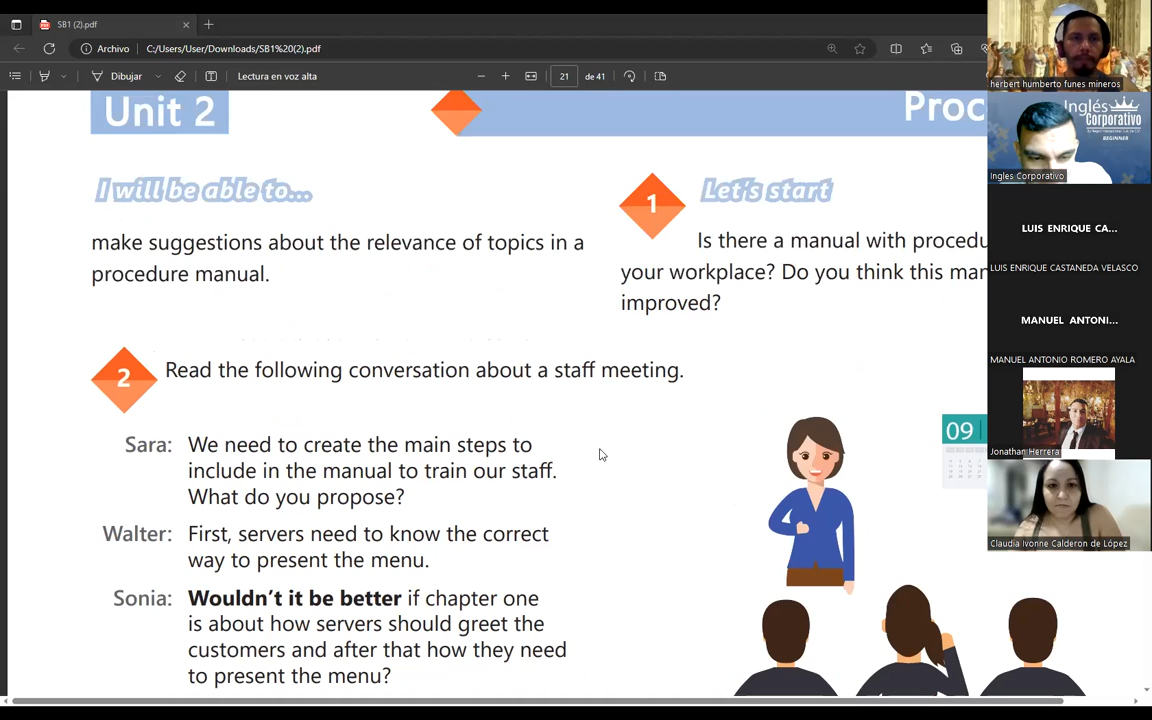 SB1 (2).pdf
Archivo
C:/Users/User/Downloads/SB1%20(2).pdf
Dibujar
Lectura en voz alta
21
de 41
Unit 2
Proc
I will be able to...
make suggestions about the relevance of topics in a
procedure manual.
1
Let's start
Is there a manual with procedu
your workplace? Do you think this man
improved?
2
Read the following conversation about a staff meeting.
Sara: We need to create the main steps to
include in the manual to train our staff.
What do you propose?
Walter: First, servers need to know the correct
way to present the menu.
Sonia: Wouldn't it be better if chapter one
is about how servers should greet the
customers and after that how they need
to present the menu?
09
herbert humberto funes mineros
Inglés
Corporativo
BEGINNER
Ingles Corporativo
LUIS ENRIQUE CA...
LUIS ENRIQUE CASTANEDA VELASCO
MANUEL ANTONI...
MANUEL ANTONIO ROMERO AYALA
Jonathan Herrera
Claudia Ivonne Calderon de López